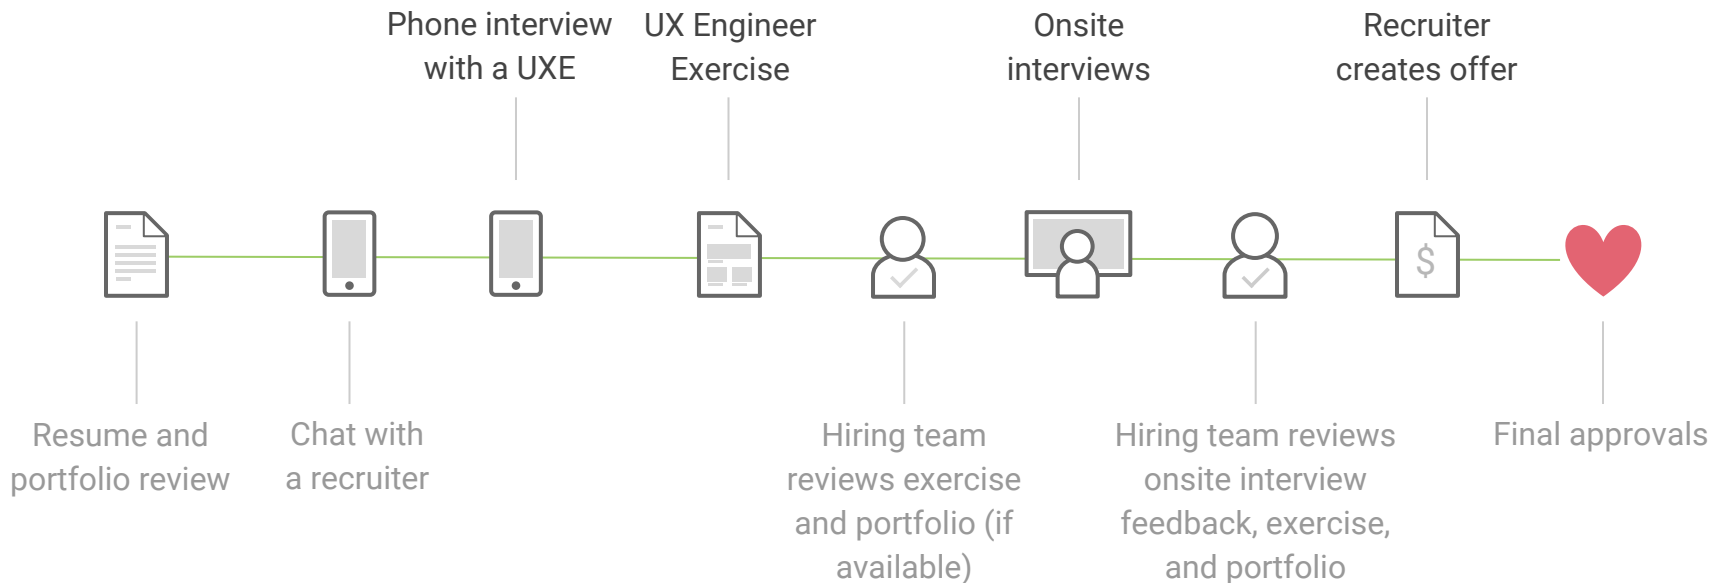 Phone interview
with a UXE
UX Engineer
Exercise
Onsite
interviews
Recruiter
creates offer
$
Resume and
portfolio review
Chat with
a recruiter
Hiring team
reviews exercise
and portfolio (if
available)
Hiring team reviews
onsite interview
feedback, exercise,
and portfolio
Final approvals